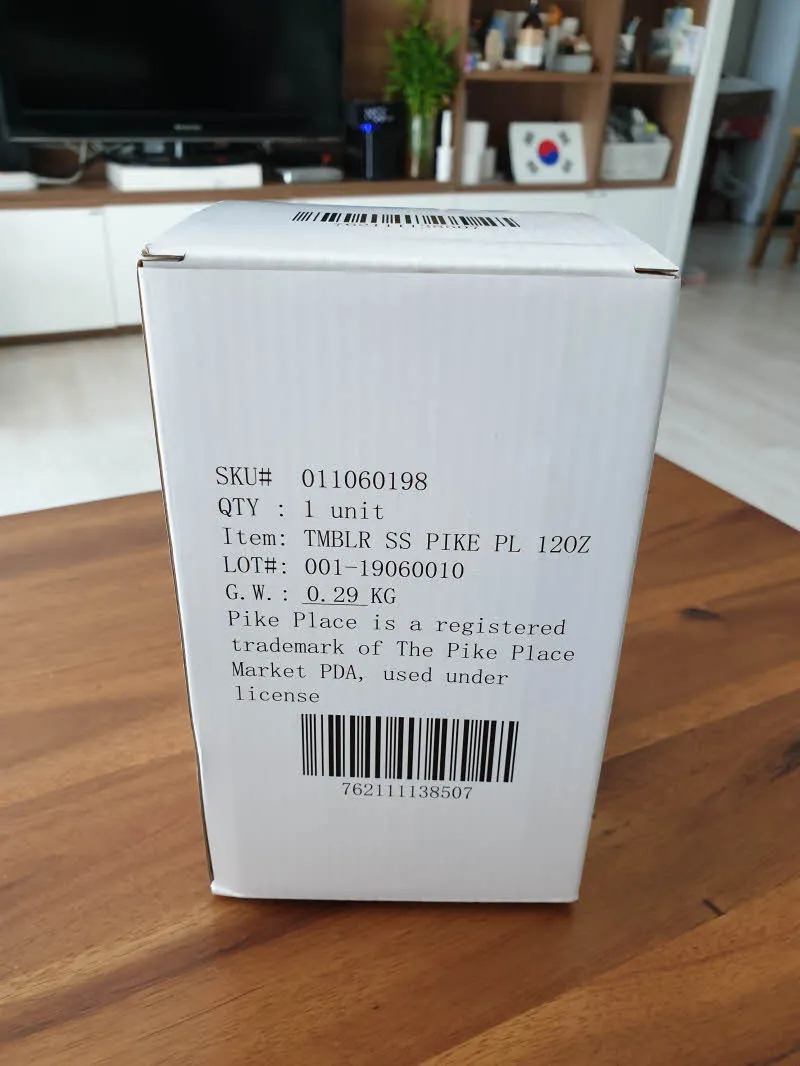 762111138507
SKU# 011060198
QTY : 1 unit
Item: TMBLR SS PIKE PL 12OZ
LOT#: 001-19060010
G.W.: 0.29 KG
Pike Place is a registered
trademark of The Pike Place
Market PDA, used under
license
762111138507